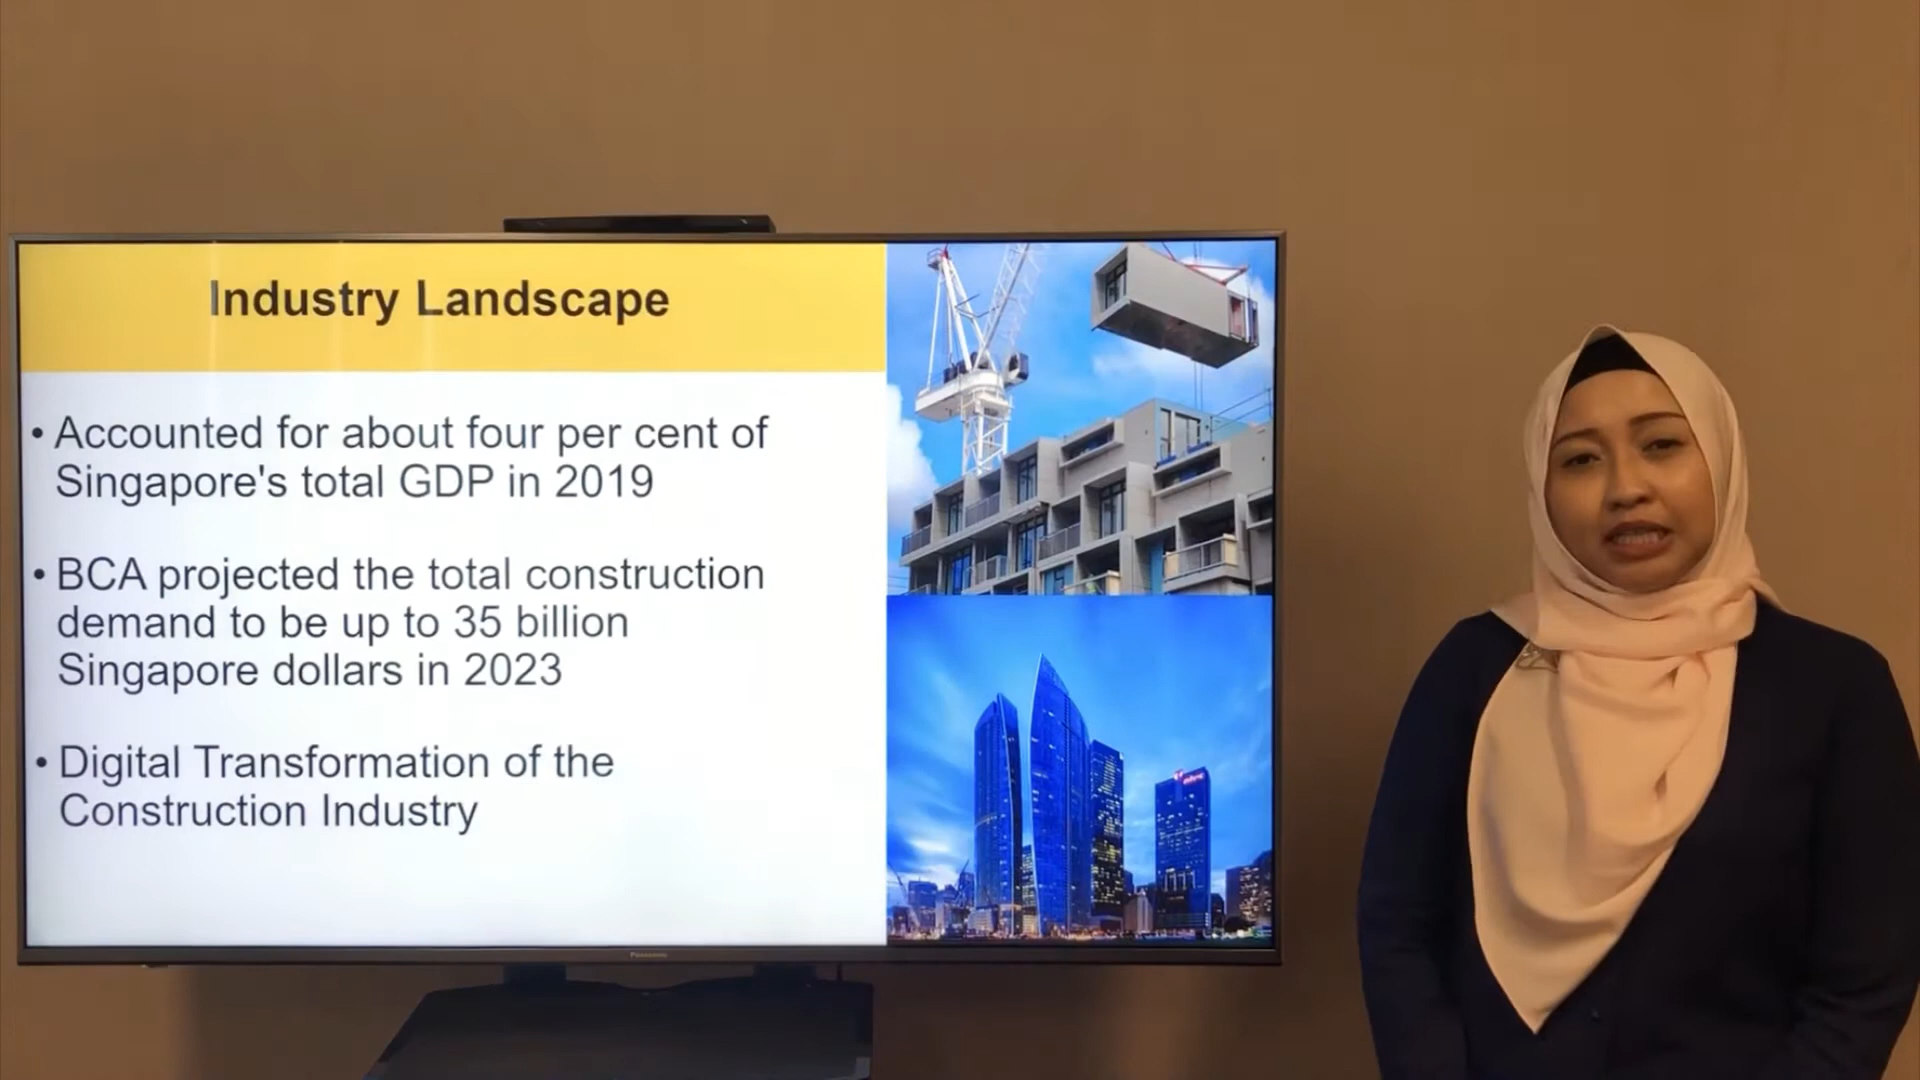 Industry Landscape
• Accounted for about four per cent of
Singapore's total GDP in 2019
• BCA projected the total construction
demand to be up to 35 billion
Singapore dollars in 2023
• Digital Transformation of the
Construction Industry
Panasonic